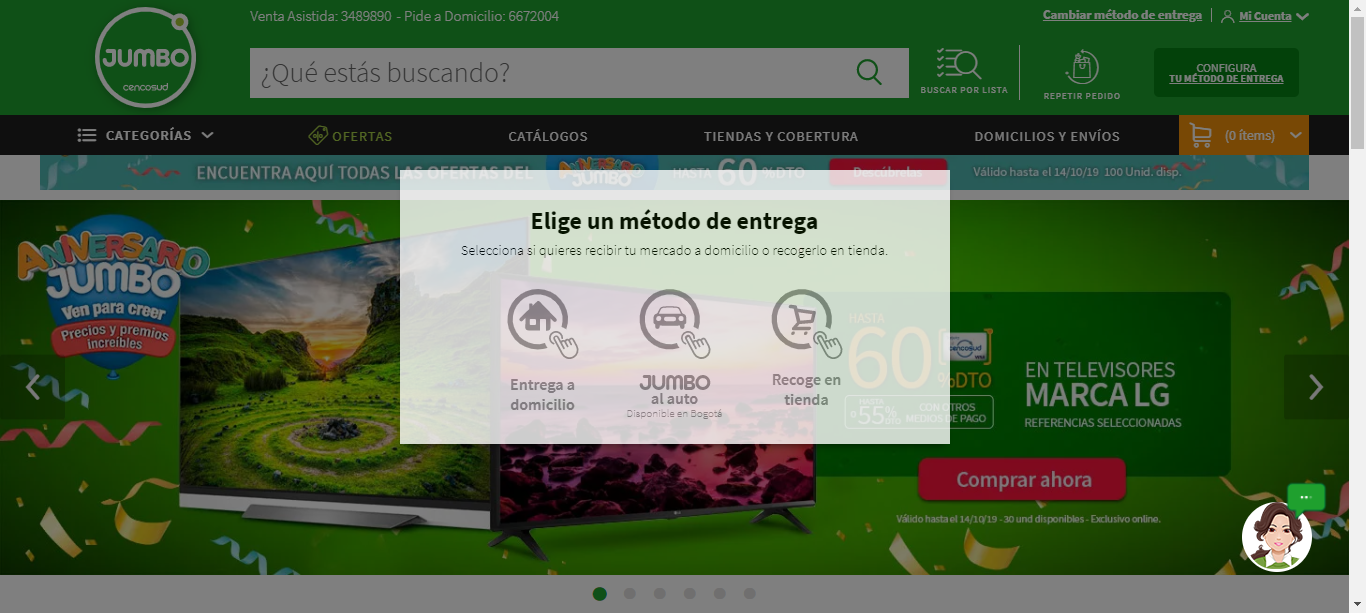 Venta Asistida: 3489890 - Pide a Domicilio: 6672004
Cambiar método de entrega
Mi Cuenta
JUMBO
cencosud
¿Qué estás buscando?
BUSCAR POR LISTA
REPETIR PEDIDO
CONFIGURA
TU MÉTODO DE ENTREGA
CATEGORÍAS
OFERTAS
CATÁLOGOS
TIENDAS Y COBERTURA
DOMICILIOS Y ENVÍOS
(0 ítems)
ENCUENTRA AQUÍ TODAS LAS OFERTAS DEL
ANIVERSARIO
JUMBO
HASTA 60 %DTO
Descúbrelas
Válido hasta el 14/10/19 100 Unid. disp.
Elige un método de entrega
Selecciona si quieres recibir tu mercado a domicilio o recogerlo en tienda.
Entrega a
domicilio
JUMBO
al auto
Disponible en Bogotá
Recoge en
tienda
ANIVERSARIO
JUMBO
Ven para creer
Precios y premios
increíbles
HASTA
60 %DTO
cencosud
Ó HASTA 55% DTO
CON OTROS
MEDIOS DE PAGO
EN TELEVISORES
MARCA LG
REFERENCIAS SELECCIONADAS
Comprar ahora
Válido hasta el 14/10/19 -30 und disponibles - Exclusivo online.